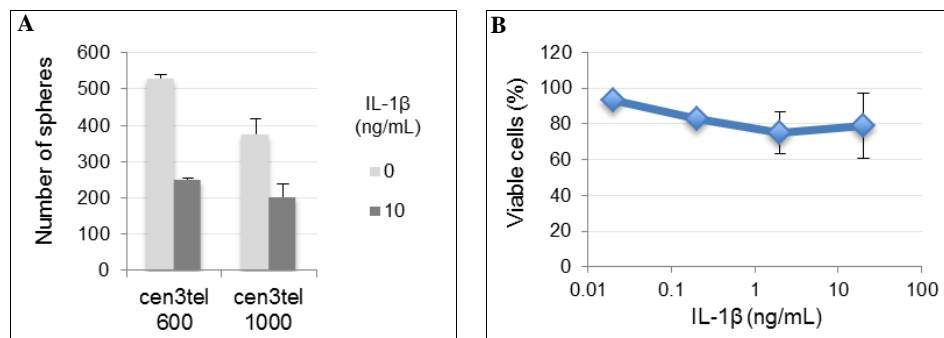 A
Number of spheres
600
500
400
300
200
100
0
cen3tel
600
cen3tel
1000
IL-1β
(ng/mL)
0
10
B
Viable cells (%)
120
100
80
60
40
20
0
0.01 0.1 1 10 100
IL-1β (ng/mL)